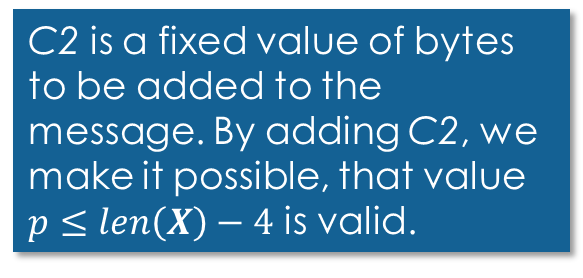 C2 is a fixed value of bytes
to be added to the
message. By adding C2, we
make it possible, that value
p ≤ len(X) − 4 is valid.